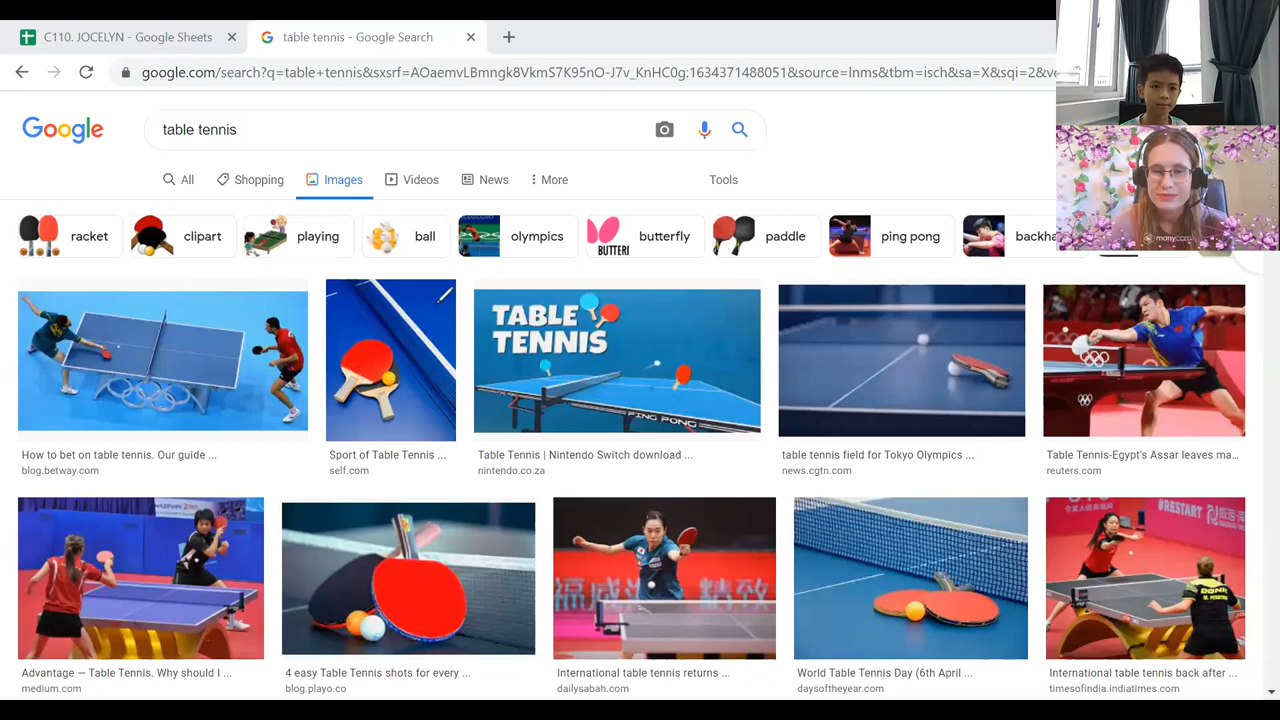 C110. JOCELYN - Google Sheets
table tennis - Google Search
google.com/search?q=table+tennis&sxsrf=AOaemvLBmngk8VkmS7K95nO-J7v_KnHC0g:1634371488051&source=lnms&tbm=isch&sa=X&sqi=2&ve
Google
table tennis
All Shopping Images Videos News More Tools
racket clipart playing ball olympics butterfly paddle ping pong backha
BUTTERI
TABLE
TENNIS
PING PONG
manycam
#RESTART
How to bet on table tennis. Our guide ...
blog.betway.com
Sport of Table Tennis ...
self.com
Table Tennis | Nintendo Switch download ...
nintendo.co.za
table tennis field for Tokyo Olympics ...
news.cgtn.com
Table Tennis-Egypt's Assar leaves ma...
reuters.com
Advantage — Table Tennis. Why should I ...
medium.com
4 easy Table Tennis shots for every ...
blog.playo.co
International table tennis returns ...
dailysabah.com
World Table Tennis Day (6th April ...
daysoftheyear.com
International table tennis back after ...
timesofindia.indiatimes.com